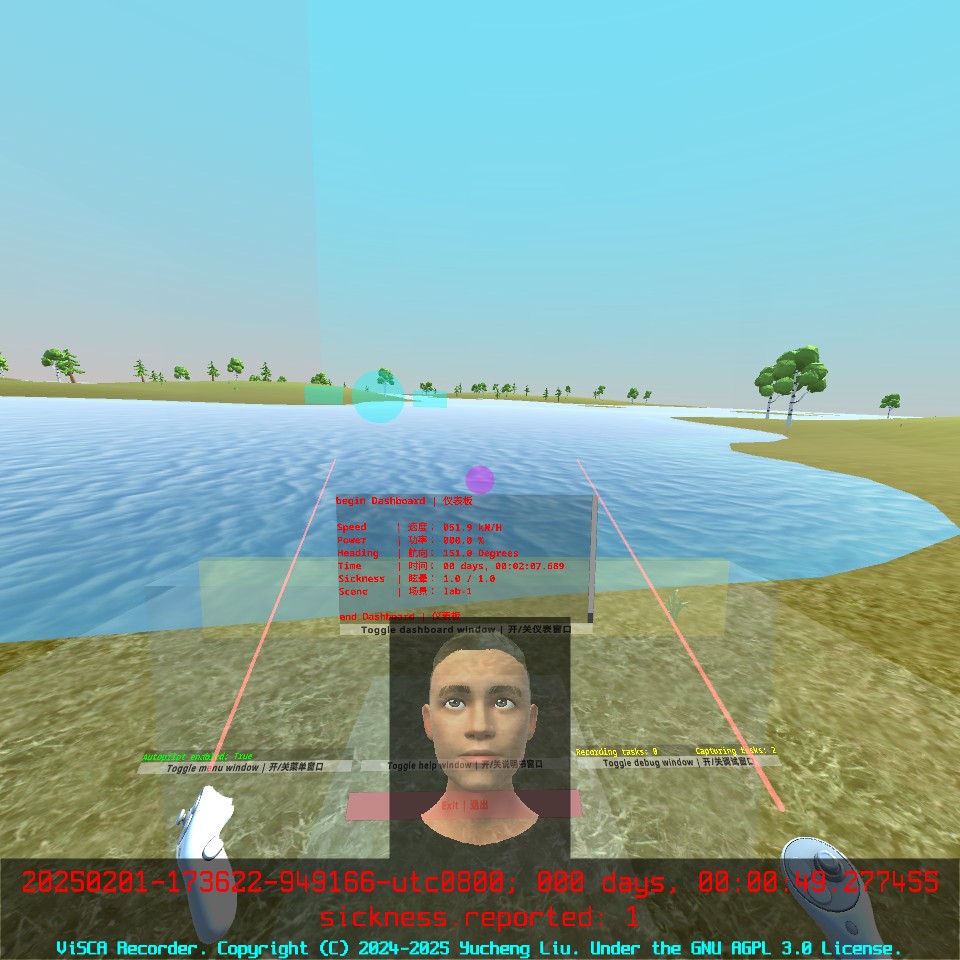 begin Dashboard | 仪表板
Speed | 速度: 051.9 kM/H
Power | 功率: 000.0 %
Heading | 航向: 151.0 Degrees
Time | 时间: 00 days, 00:02:07.689
Sickness | 眩晕: 1.0 / 1.0
Scene | 场景: lab-1
end Dashboard | 仪表板
Toggle dashboard window | 开/关仪表窗口
Autopilot enabled: True
Recording tasks: 0 Capturing tasks: 2
Toggle menu window | 开/关菜单窗口
Toggle help window | 开/关说明书窗口
Toggle debug window | 开/关调试窗口
Exit | 退出
20250201-173622-949166-utc0800; 000 days, 00:00:49.277455
sickness.reported: 1
ViSCA Recorder. Copyright (C) 2024-2025 Yucheng Liu. Under the GNU AGPL 3.0 License.